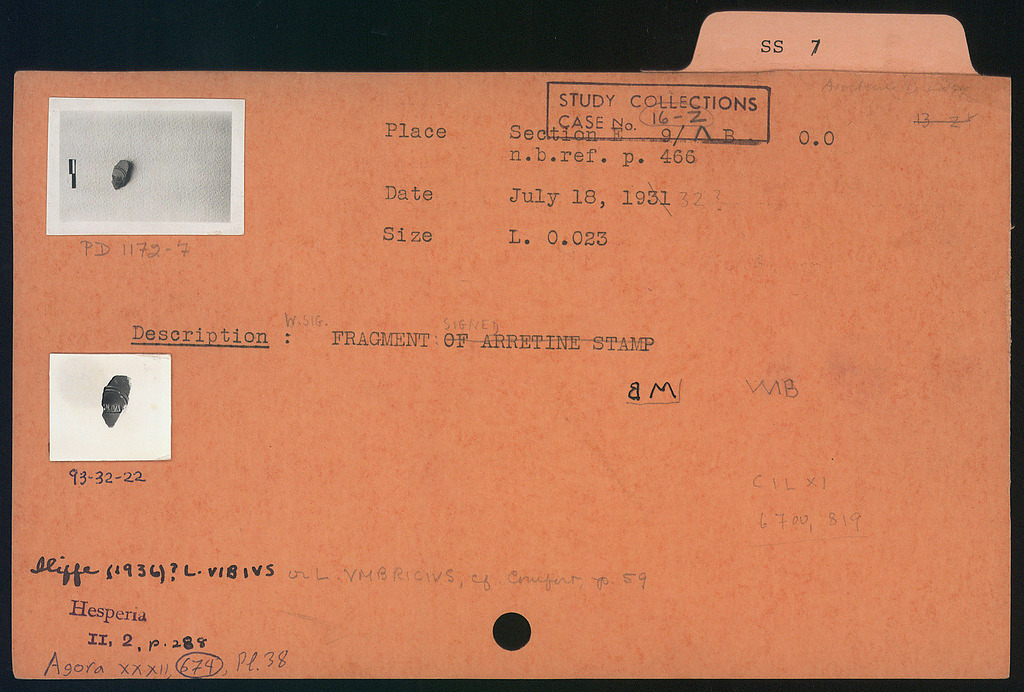 SS 7
STUDY COLLECTIONS
CASE No. 16-Z
13-2
Place Section E 9/Λ B 0.0
n.b.ref. p. 466
Date July 18, 1931 32?
Size L. 0.023
PD 1172-7
W.SIG. SIGNED
Description : FRAGMENT OF ARRETINE STAMP
VMB
93-32-22
CIL XI
6700, 819
Iliffe (1936)? L. VIBIVS or L. VMBRICIVS, cf Comfort, p. 59
Hesperia
II, 2, p. 288
Agora XXXII, 674, Pl. 38